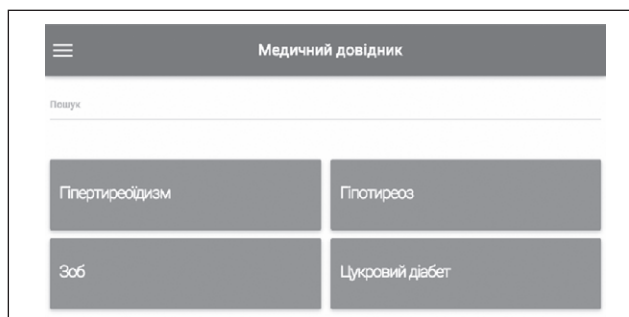 Медичний довідник
Пошук
Гіпертиреоїдизм
Гіпотиреоз
Зоб
Цукровий діабет